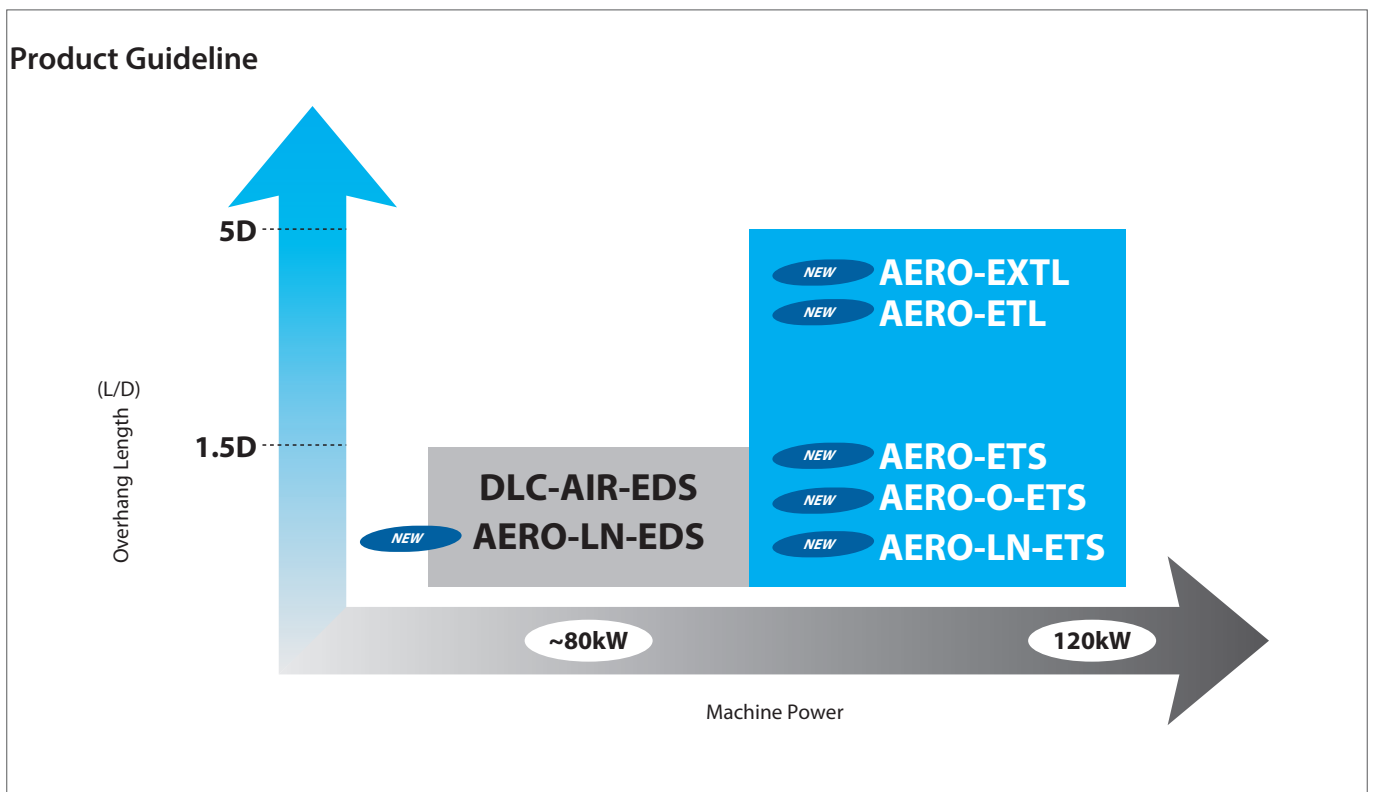 Product Guideline
5D
NEW AERO-EXTL
NEW AERO-ETL
(L/D)
Overhang Length
1.5D
NEW AERO-ETS
DLC-AIR-EDS
NEW AERO-O-ETS
NEW AERO-LN-EDS
NEW AERO-LN-ETS
~80kW
120kW
Machine Power